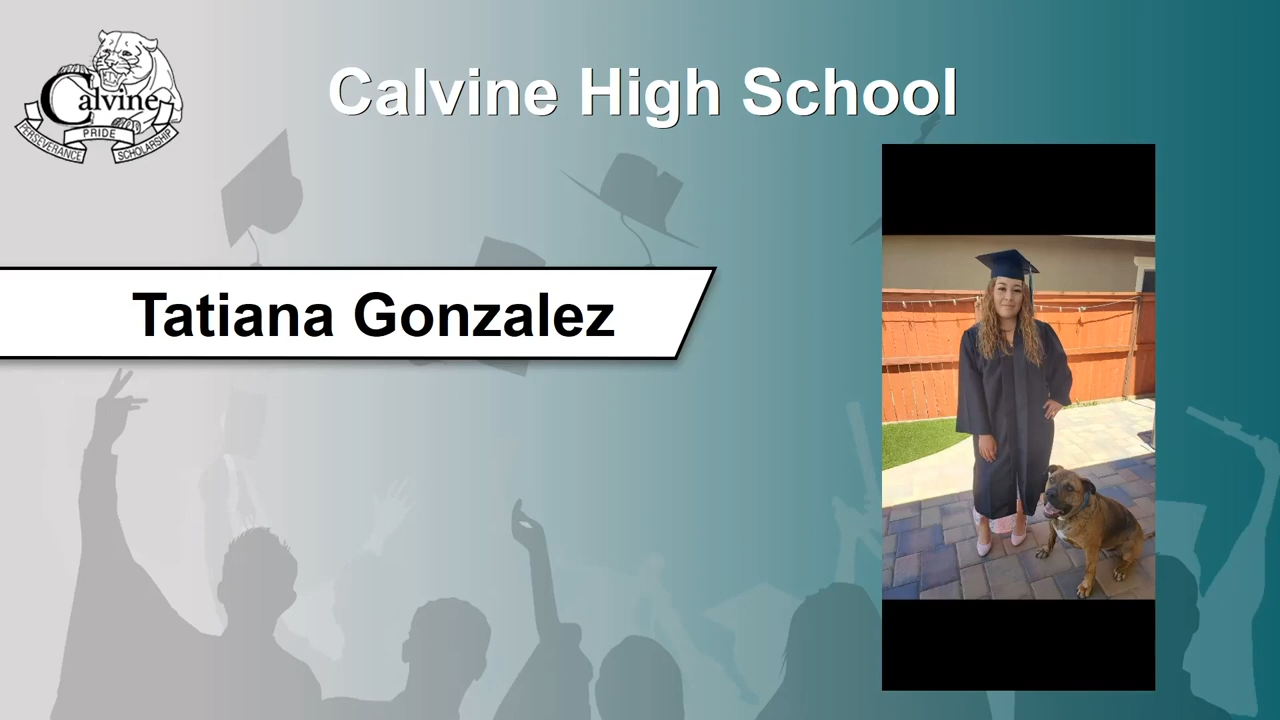 Calvine High School
Calvine
PRIDE
PERSEVERANCE
SCHOLARSHIP
Tatiana Gonzalez